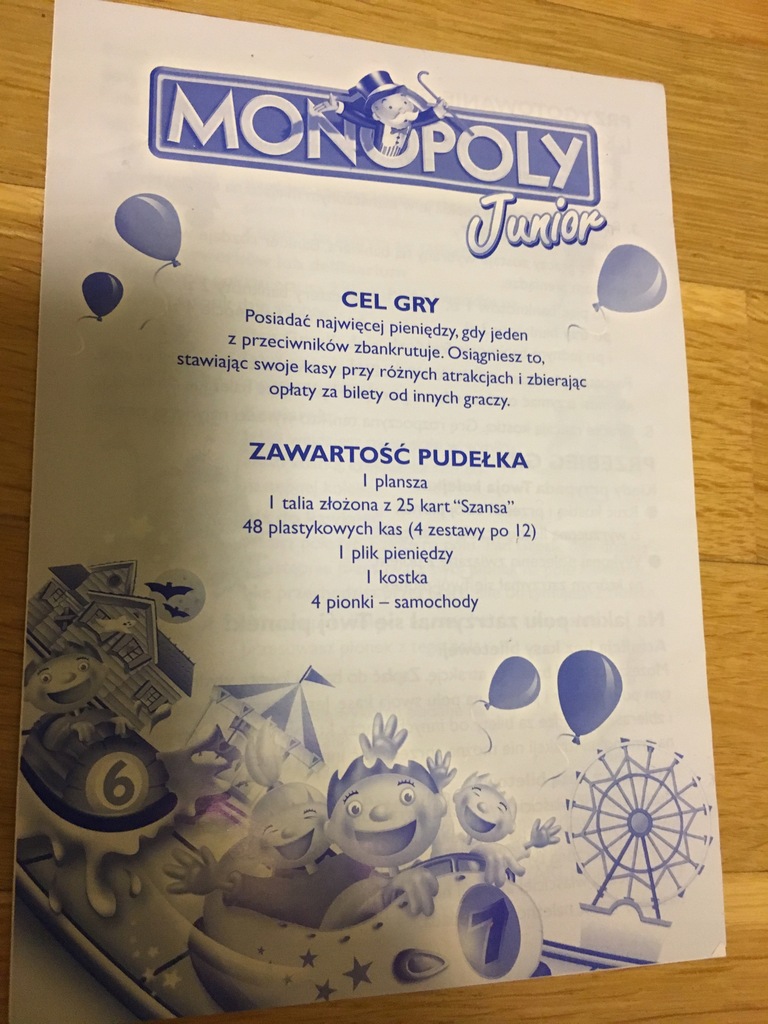 MONOPOLY
Junior
CEL GRY
Posiadać najwięcej pieniędzy, gdy jeden
z przeciwników zbankrutuje. Osiągniesz to,
stawiając swoje kasy przy różnych atrakcjach i zbierając
opłaty za bilety od innych graczy.
ZAWARTOŚĆ PUDEŁKA
1 plansza
1 talia złożona z 25 kart “Szansa”
48 plastykowych kas (4 zestawy po 12)
1 plik pieniędzy
1 kostka
4 pionki – samochody
6
7